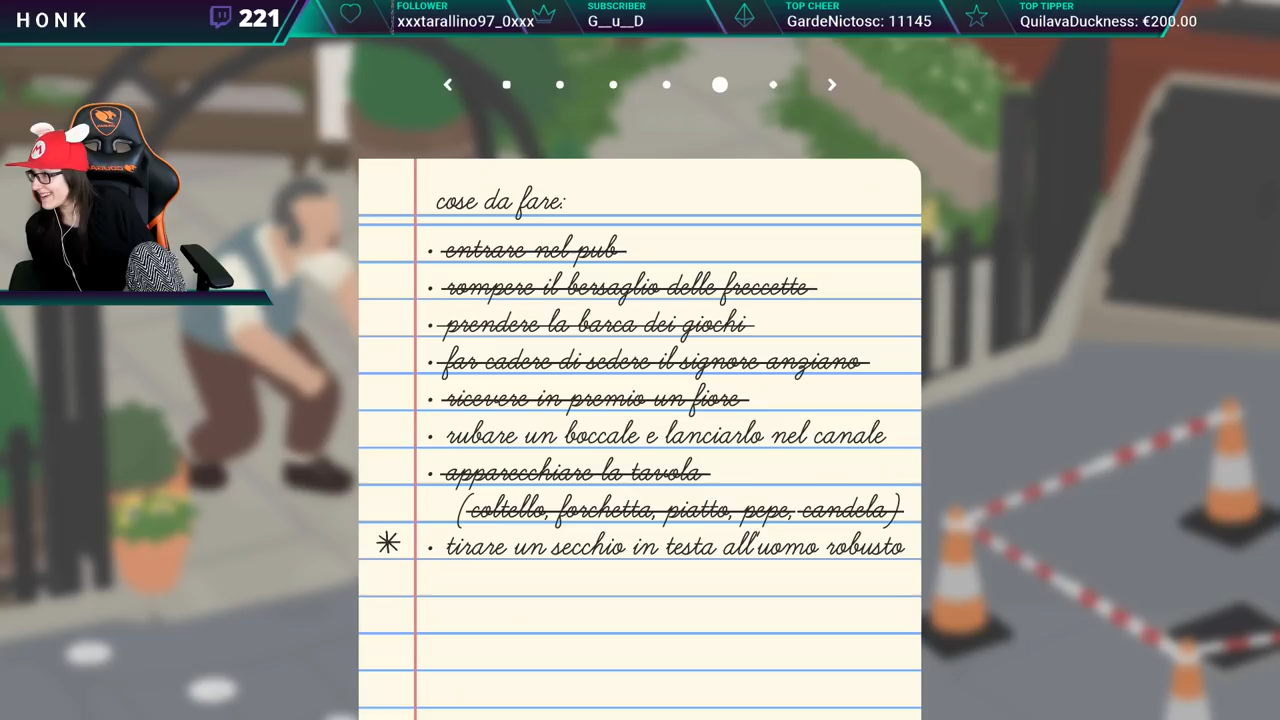 HONK
221
FOLLOWER
xxxtarallino97_0xxx
SUBSCRIBER
G__u__D
TOP CHEER
GardeNictosc: 11145
TOP TIPPER
QuilavaDuckness: €200.00
cose da fare:
• entrare nel pub
• rompere il bersaglio delle freccette
• prendere la barca dei giochi
• far cadere di sedere il signore anziano
• ricevere in premio un fiore
• rubare un boccale e lanciarlo nel canale
• apparecchiare la tavola
(coltello, forchetta, piatto, pepe, candela)
• tirare un secchio in testa all'uomo robusto